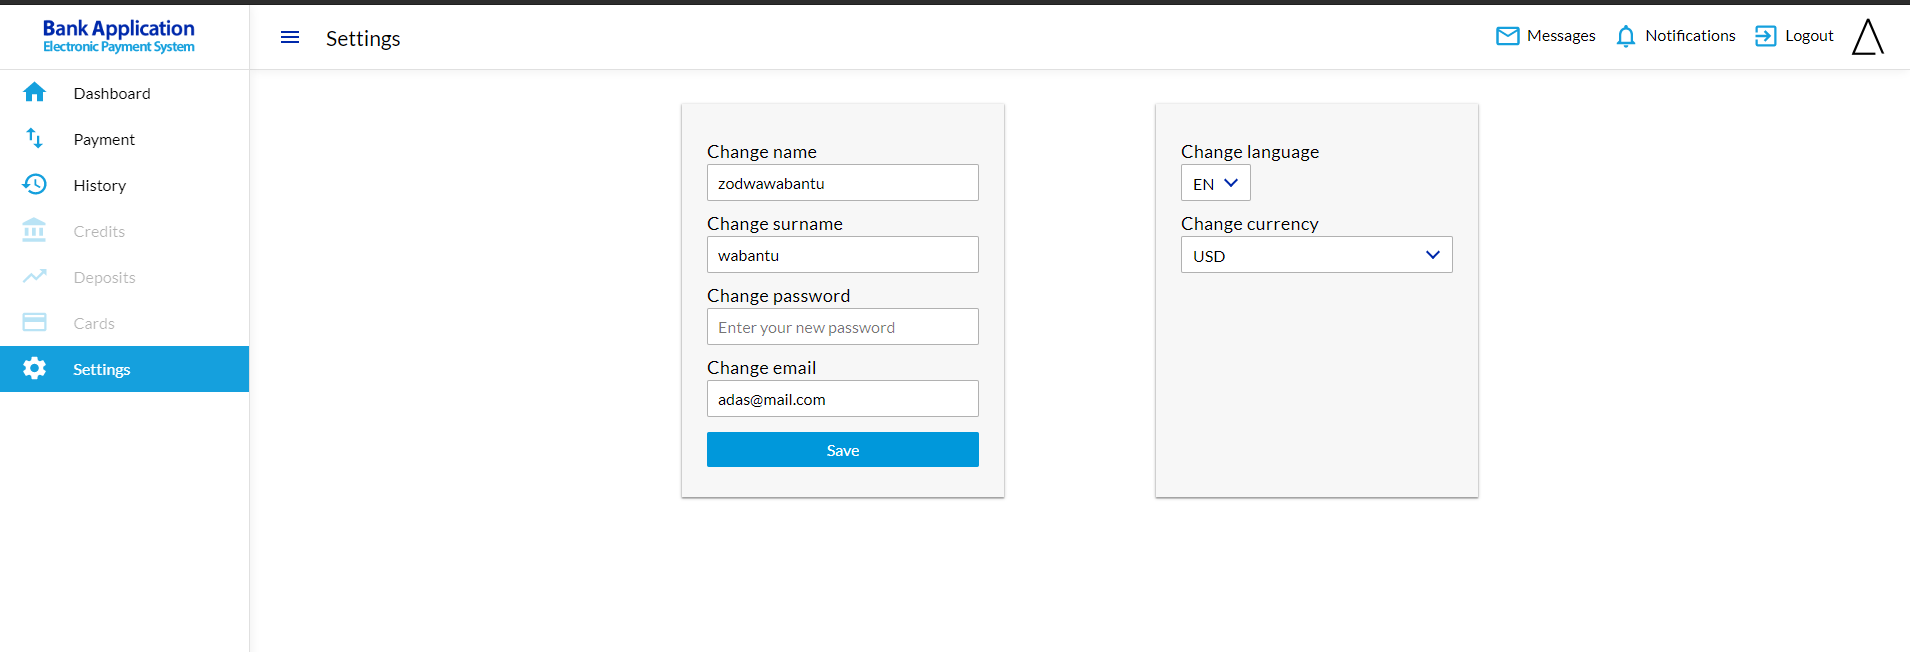 Bank Application
Electronic Payment System
Settings
Messages
Notifications
Logout
Dashboard
Payment
History
Credits
Deposits
Cards
Settings
Change name
zodwawabantu
Change surname
wabantu
Change password
Enter your new password
Change email
adas@mail.com
Save
Change language
EN
Change currency
USD